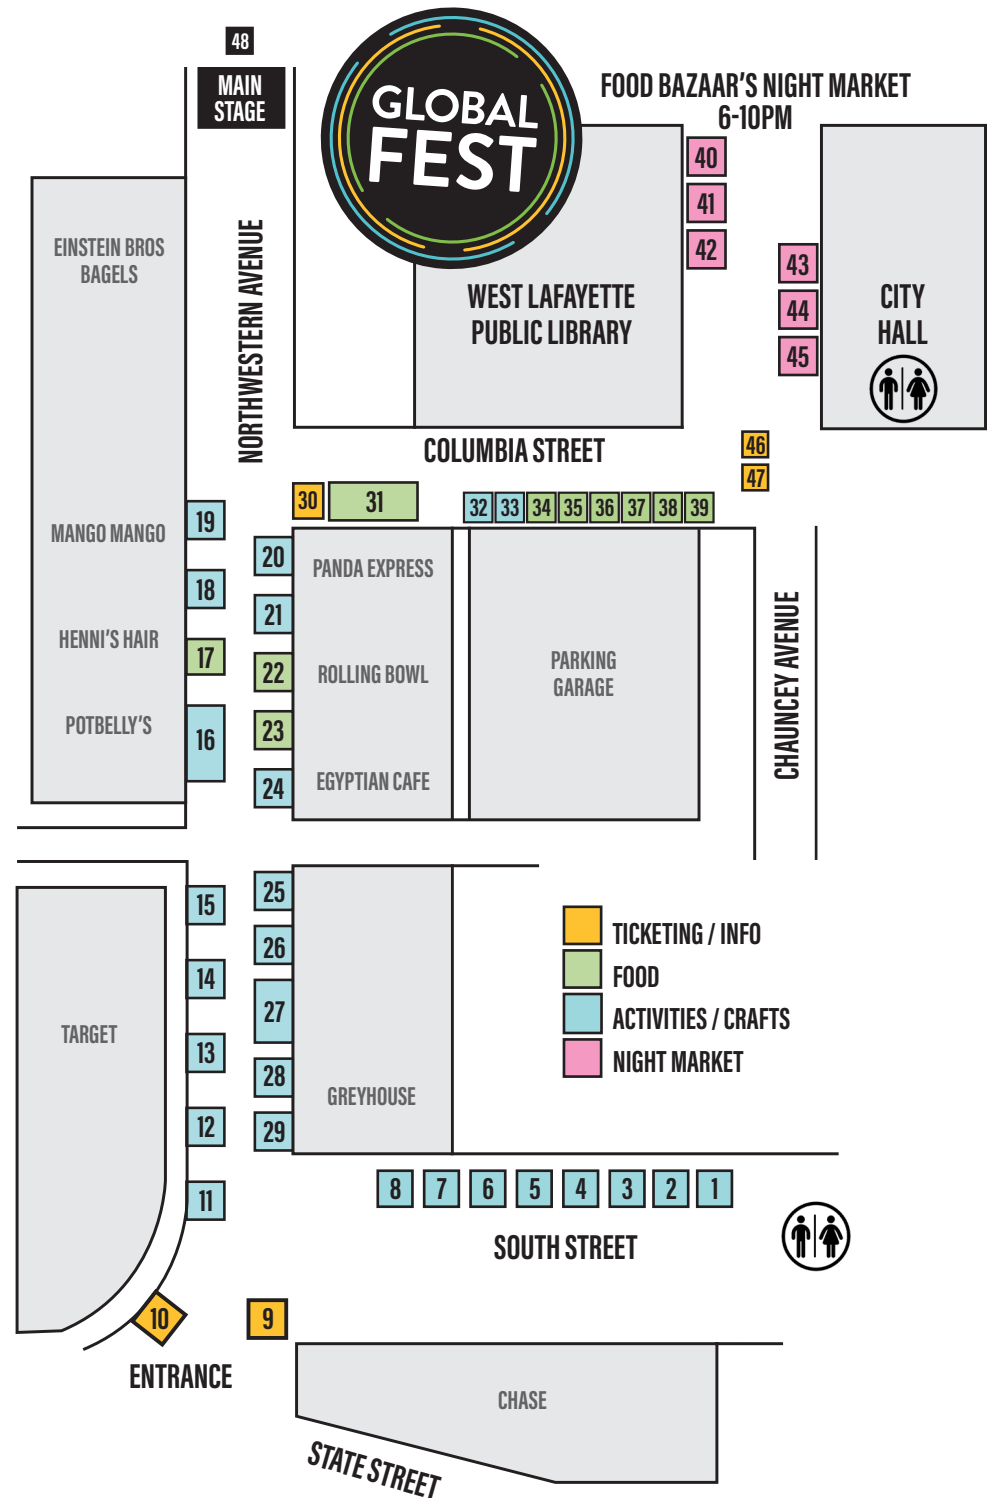 48
MAIN
STAGE
GLOBAL
FEST
FOOD BAZAAR'S NIGHT MARKET
6-10PM
40
41
42
43
44
45
EINSTEIN BROS
BAGELS
NORTHWESTERN AVENUE
WEST LAFAYETTE
PUBLIC LIBRARY
CITY
HALL
COLUMBIA STREET
46
47
30
31
32
33
34
35
36
37
38
39
MANGO MANGO
19
18
HENNI'S HAIR
17
POTBELLY'S
16
20
21
22
23
24
PANDA EXPRESS
ROLLING BOWL
EGYPTIAN CAFE
PARKING
GARAGE
CHAUNCEY AVENUE
15
14
13
12
11
TARGET
25
26
27
28
29
GREYHOUSE
TICKETING / INFO
FOOD
ACTIVITIES / CRAFTS
NIGHT MARKET
8
7
6
5
4
3
2
1
SOUTH STREET
10
9
ENTRANCE
CHASE
STATE STREET